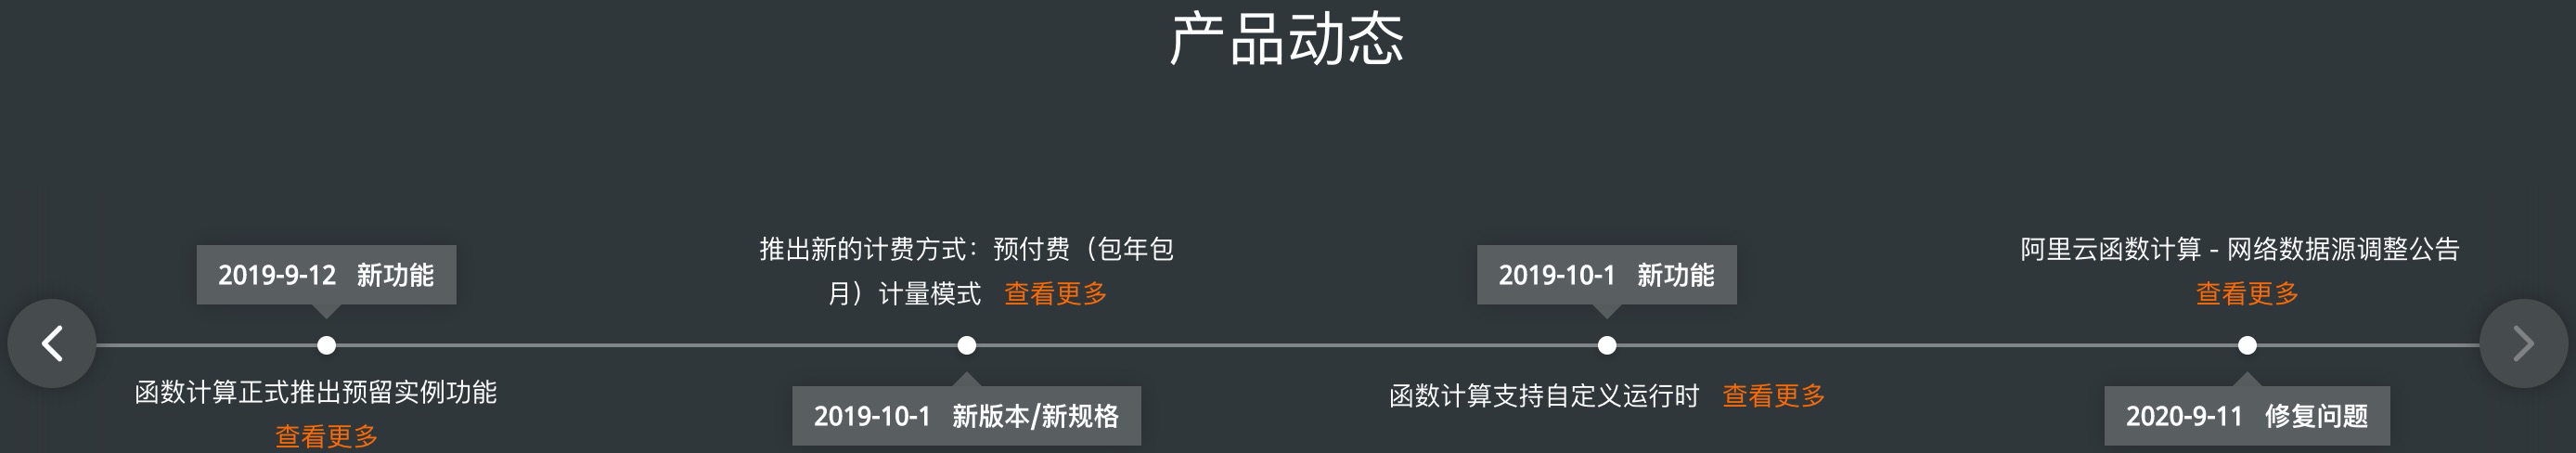 产品动态
2019-9-12 新功能
函数计算正式推出预留实例功能
查看更多
推出新的计费方式：预付费（包年包
月）计量模式 查看更多
2019-10-1 新版本/新规格
2019-10-1 新功能
函数计算支持自定义运行时 查看更多
阿里云函数计算 - 网络数据源调整公告
查看更多
2020-9-11 修复问题